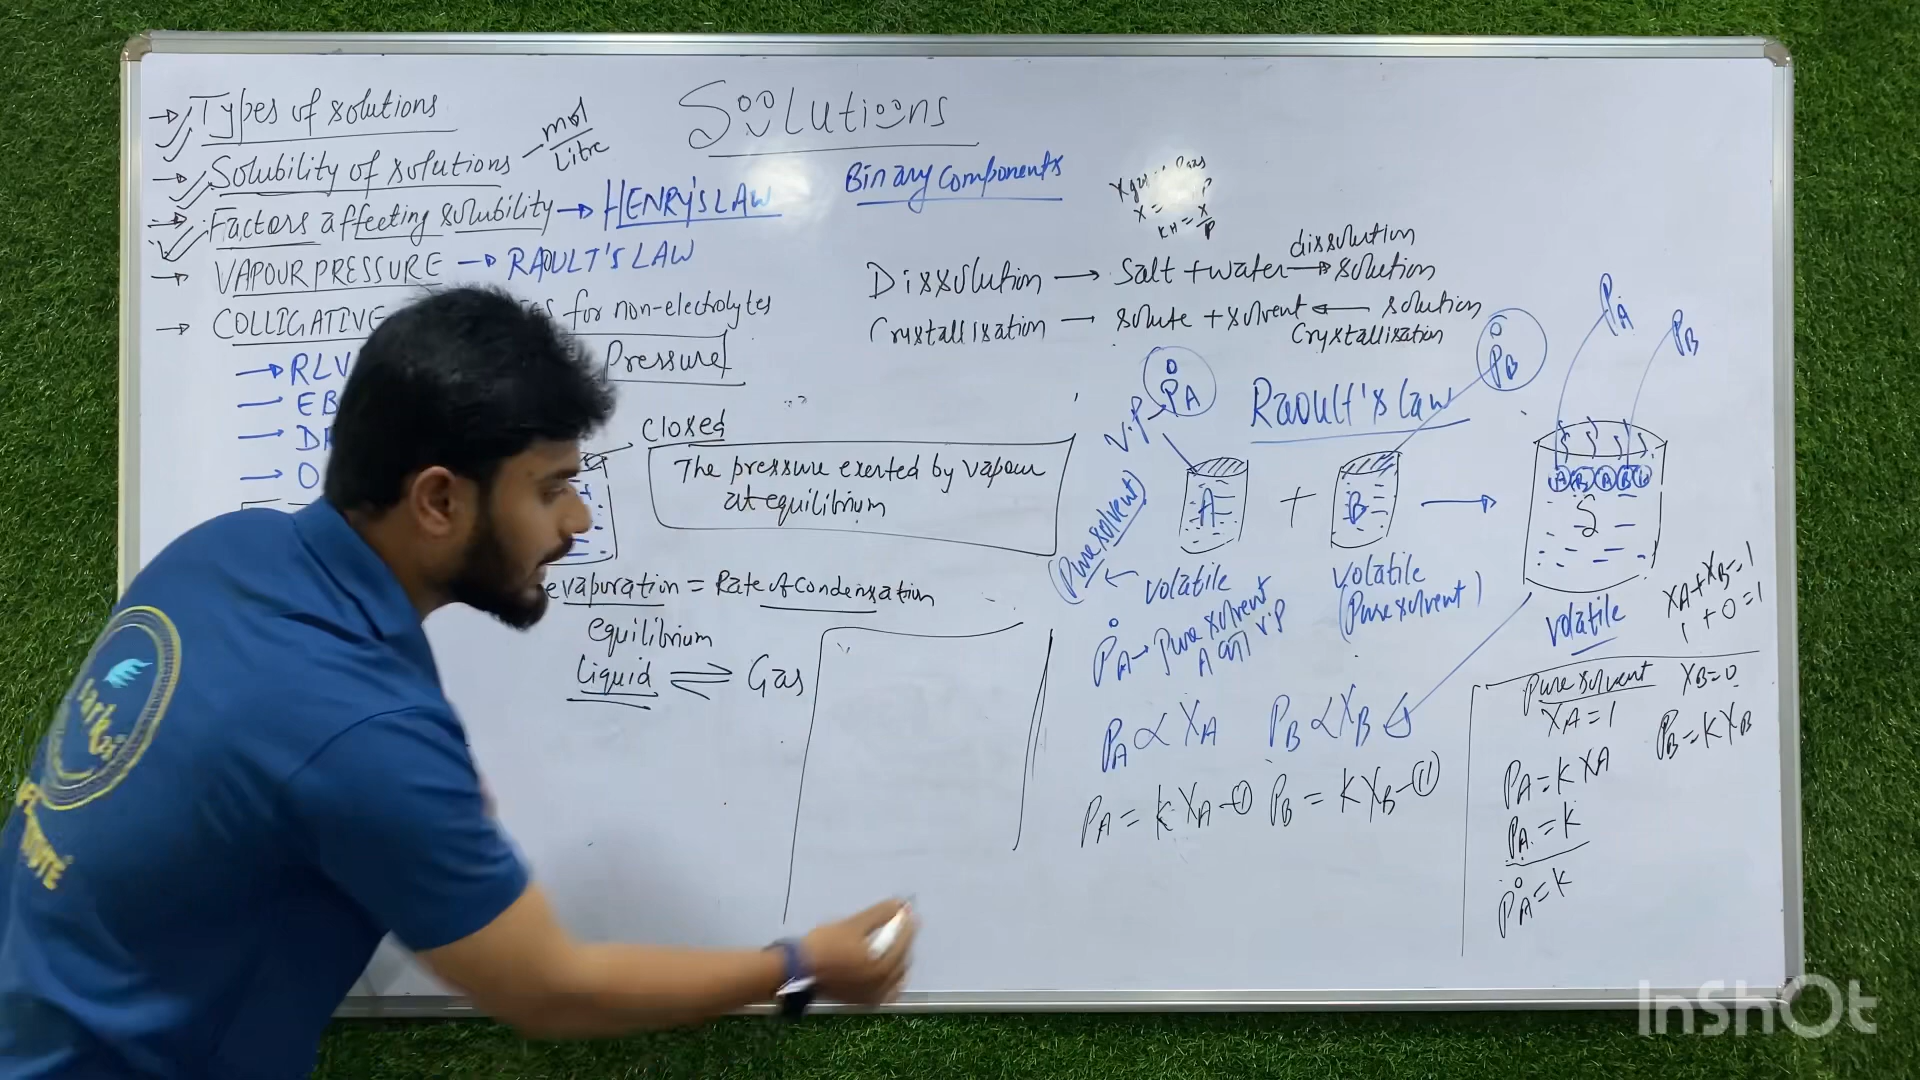 Solutions
→ Types of solutions
→ Solubility of solutions – mol/Litre
→ Factors affecting solubility → HENRY'S LAW
→ VAPOUR PRESSURE → RAOULT'S LAW
→ COLLIGATIVE for non-electrolytes
→ RLV
→ EB
→ O
Pressure
Closed
The pressure exerted by vapour
at equilibrium
evaporation = Rate of Condensation
equilibrium
Liquid ⇌ Gas
Binary Components
X =
KH = X/P
Dissolution → Salt + water → solution
dissolution
Crystallisation → solute + solvent ← solution
Crystallisation
Raoult's Law
V.P
P°A
P°B
PA
PB
A + B →
A B A B
S
(Pure solvent) ← volatile
volatile
(Pure solvent)
volatile
P°A → Pure solvent
A V.P
XA + XB = 1
1 + 0 = 1
PA ∝ XA PB ∝ XB
PA = K XA – ① PB = K XB – ⑪
Pure solvent XB = 0
XA = 1
PA = K XA PB = K XB
PA = K
P°A = K
InShOt